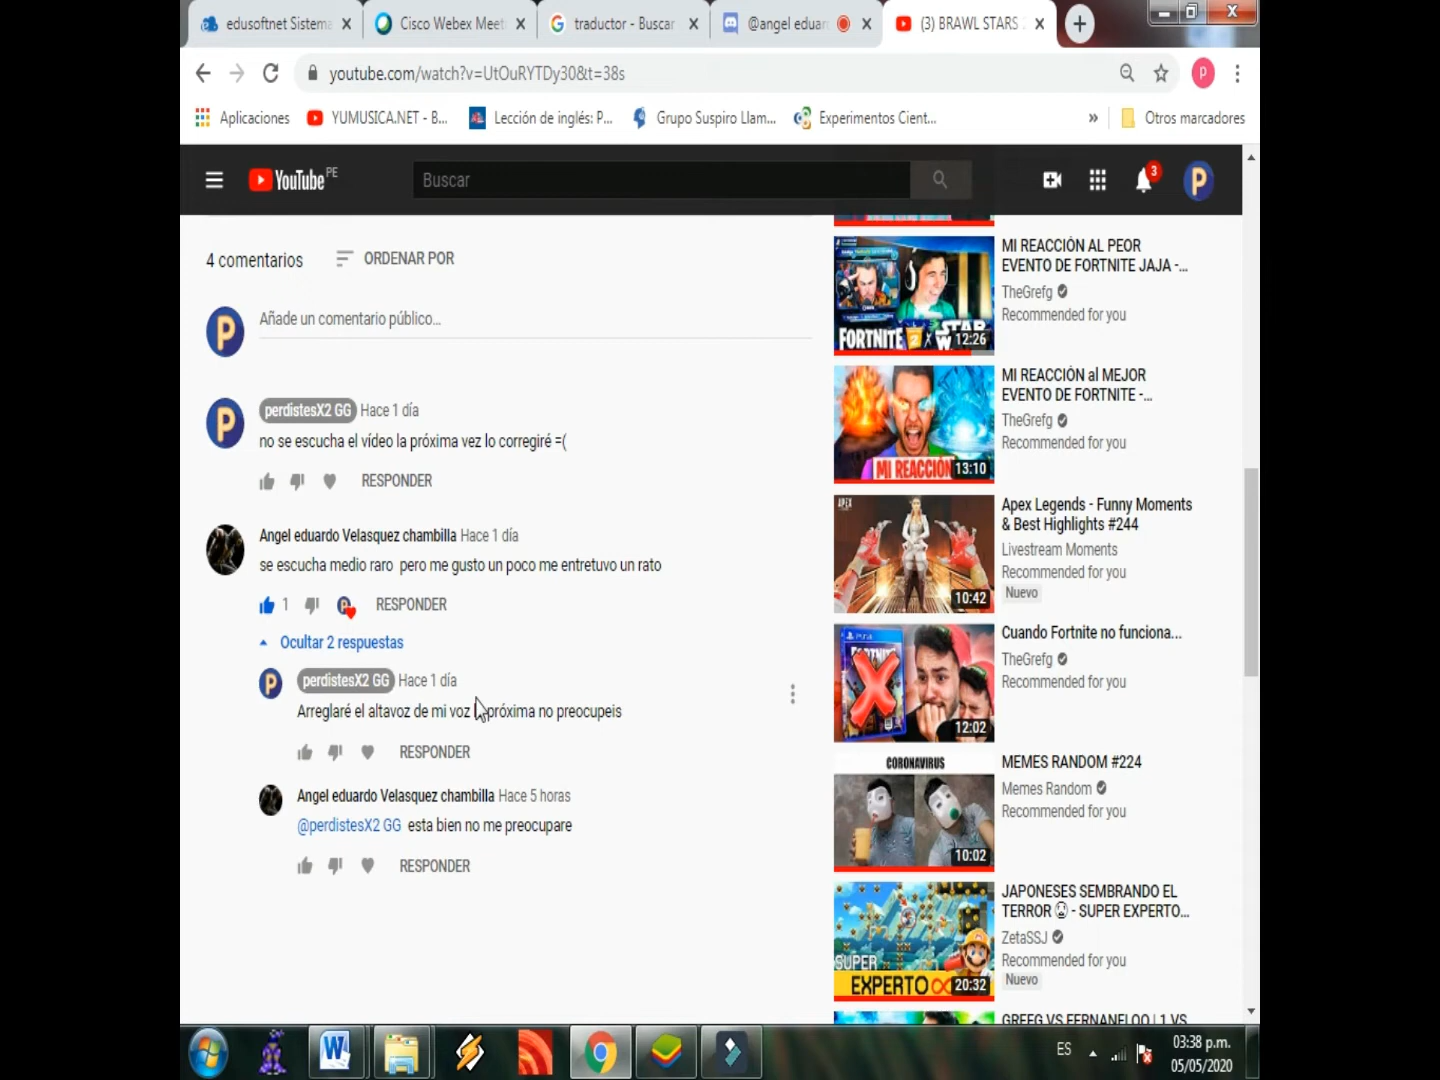 edusoftnet Sistema
Cisco Webex Meet
traductor - Buscar
@angel eduar
(3) BRAWL STARS
youtube.com/watch?v=UtOuRYTDy30&t=38s
P
Aplicaciones
YUMUSICA.NET - B...
Lección de inglés: P...
Grupo Suspiro Llam...
Experimentos Cient...
»
Otros marcadores
YouTube PE
Buscar
3
P
4 comentarios
ORDENAR POR
P
Añade un comentario público...
P
perdistesX2 GG Hace 1 día
no se escucha el vídeo la próxima vez lo corregiré =(
RESPONDER
Angel eduardo Velasquez chambilla Hace 1 día
se escucha medio raro pero me gusto un poco me entretuvo un rato
1
RESPONDER
Ocultar 2 respuestas
P
perdistesX2 GG Hace 1 día
Arreglaré el altavoz de mi voz próxima no preocupeis
RESPONDER
Angel eduardo Velasquez chambilla Hace 5 horas
@perdistesX2 GG esta bien no me preocupare
RESPONDER
FORTNITE 2 X STAR W
12:26
MI REACCIÓN AL PEOR
EVENTO DE FORTNITE JAJA -...
TheGrefg
Recommended for you
MI REACCIÓN
13:10
MI REACCIÓN al MEJOR
EVENTO DE FORTNITE -...
TheGrefg
Recommended for you
APEX
10:42
Apex Legends - Funny Moments
& Best Highlights #244
Livestream Moments
Recommended for you
Nuevo
PS4
12:02
Cuando Fortnite no funciona...
TheGrefg
Recommended for you
CORONAVIRUS
10:02
MEMES RANDOM #224
Memes Random
Recommended for you
SUPER
EXPERTO
20:32
JAPONESES SEMBRANDO EL
TERROR - SUPER EXPERTO...
ZetaSSJ
Recommended for you
Nuevo
GREFG VS FERNANFLOO | 1 VS
W
ES
03:38 p.m.
05/05/2020